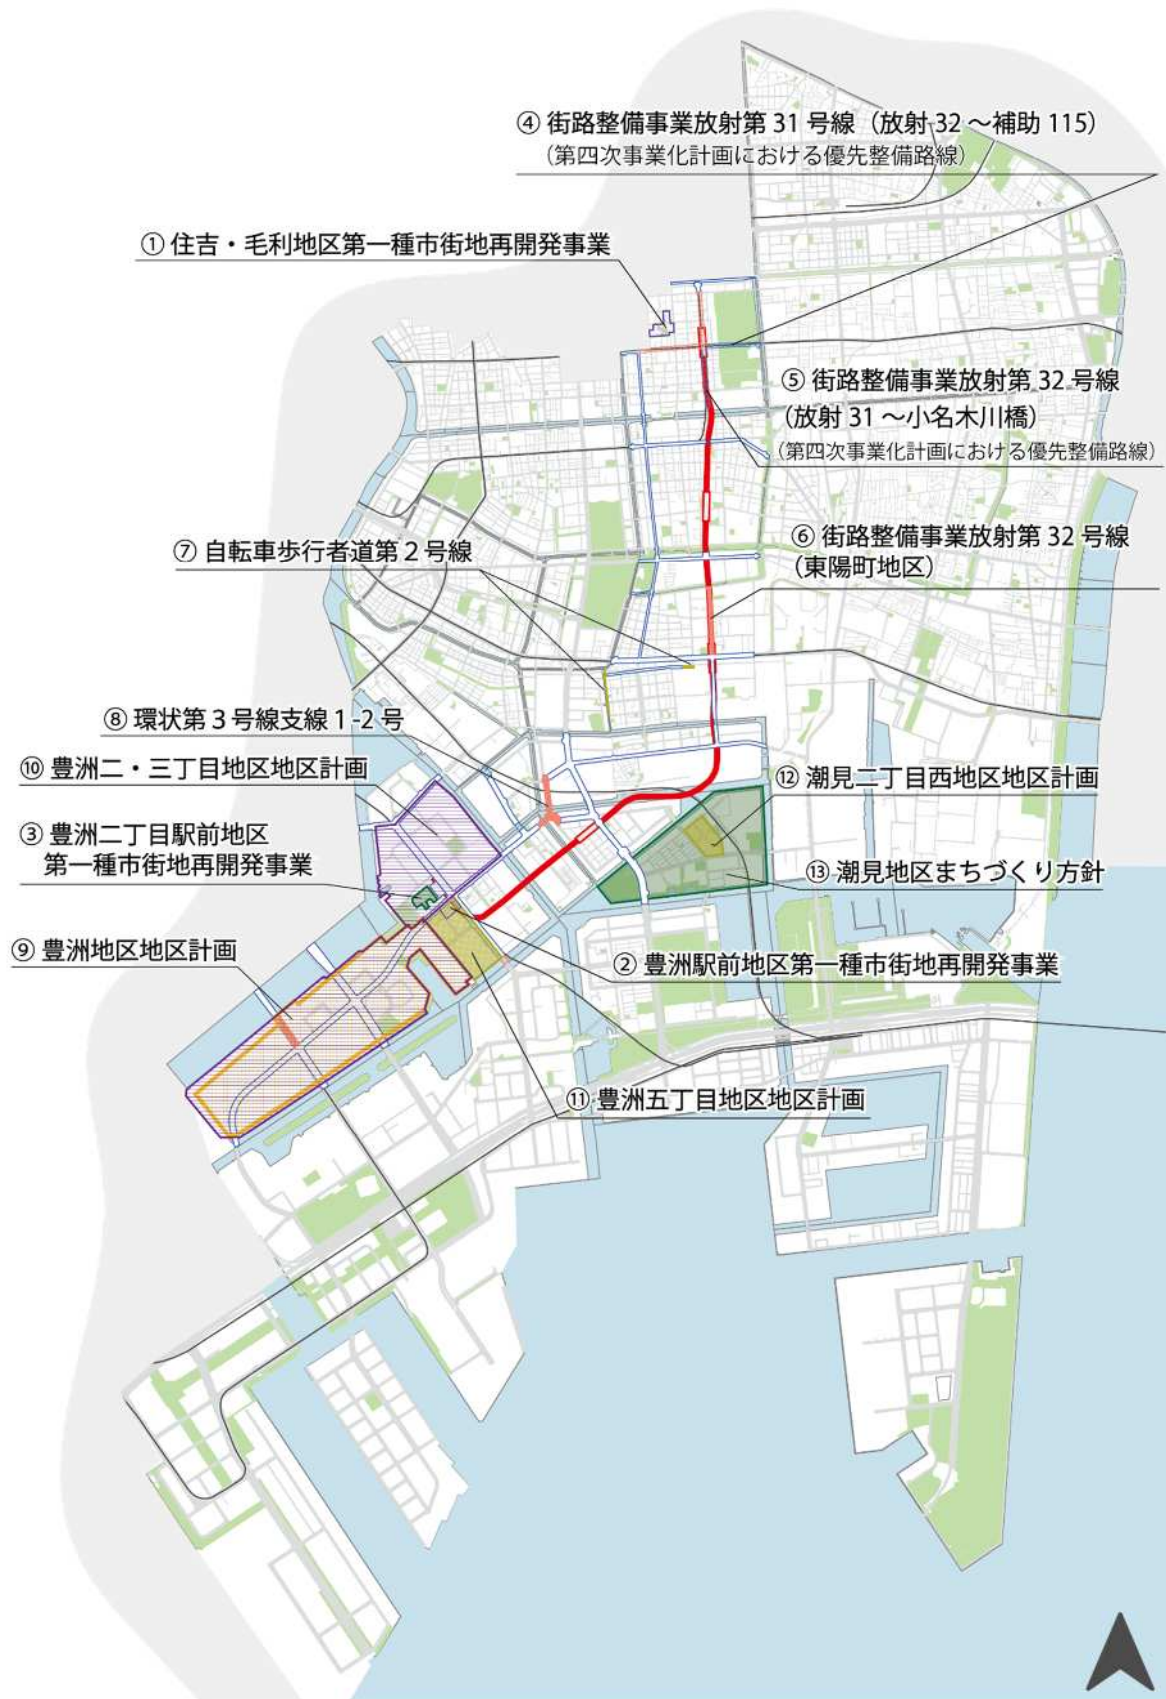 ④ 街路整備事業放射第 31 号線（放射 32 ～補助 115）
（第四次事業化計画における優先整備路線）
① 住吉・毛利地区第一種市街地再開発事業
⑤ 街路整備事業放射第 32 号線
（放射 31 ～小名木川橋）
（第四次事業化計画における優先整備路線）
⑥ 街路整備事業放射第 32 号線
（東陽町地区）
⑦ 自転車歩行者道第 2 号線
⑧ 環状第 3 号線支線 1-2 号
⑩ 豊洲二・三丁目地区地区計画
⑫ 潮見二丁目西地区地区計画
③ 豊洲二丁目駅前地区
第一種市街地再開発事業
⑬ 潮見地区まちづくり方針
⑨ 豊洲地区地区計画
② 豊洲駅前地区第一種市街地再開発事業
⑪ 豊洲五丁目地区地区計画